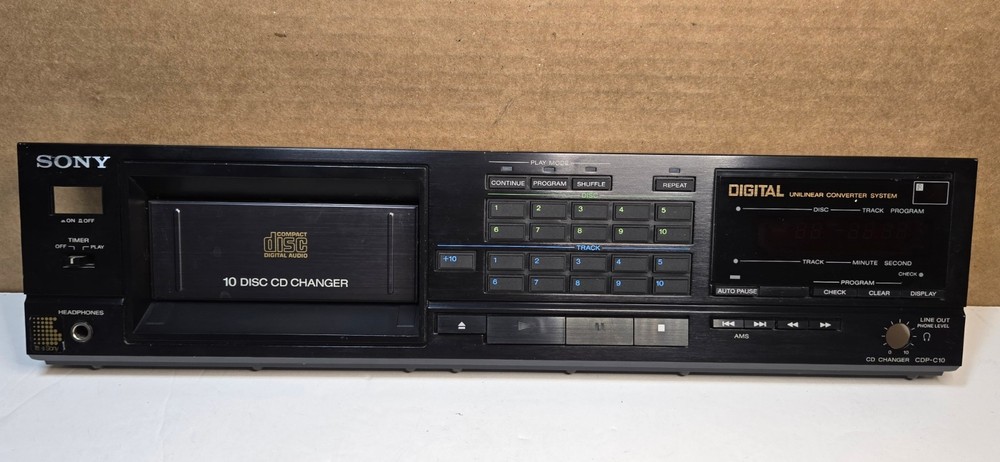 SONY
ON OFF
TIMER
OFF PLAY
HEADPHONES
COMPACT
disc
DIGITAL AUDIO
10 DISC CD CHANGER
PLAY MODE
CONTINUE PROGRAM SHUFFLE REPEAT
DISC
1 2 3 4 5
6 7 8 9 10
TRACK
+10 1 2 3 4 5
6 7 8 9 10
AMS
DIGITAL UNILINEAR CONVERTER SYSTEM
DISC TRACK PROGRAM
TRACK MINUTE SECOND
CHECK
PROGRAM
AUTO PAUSE CHECK CLEAR DISPLAY
LINE OUT
PHONE LEVEL
0 10
CD CHANGER CDP-C10